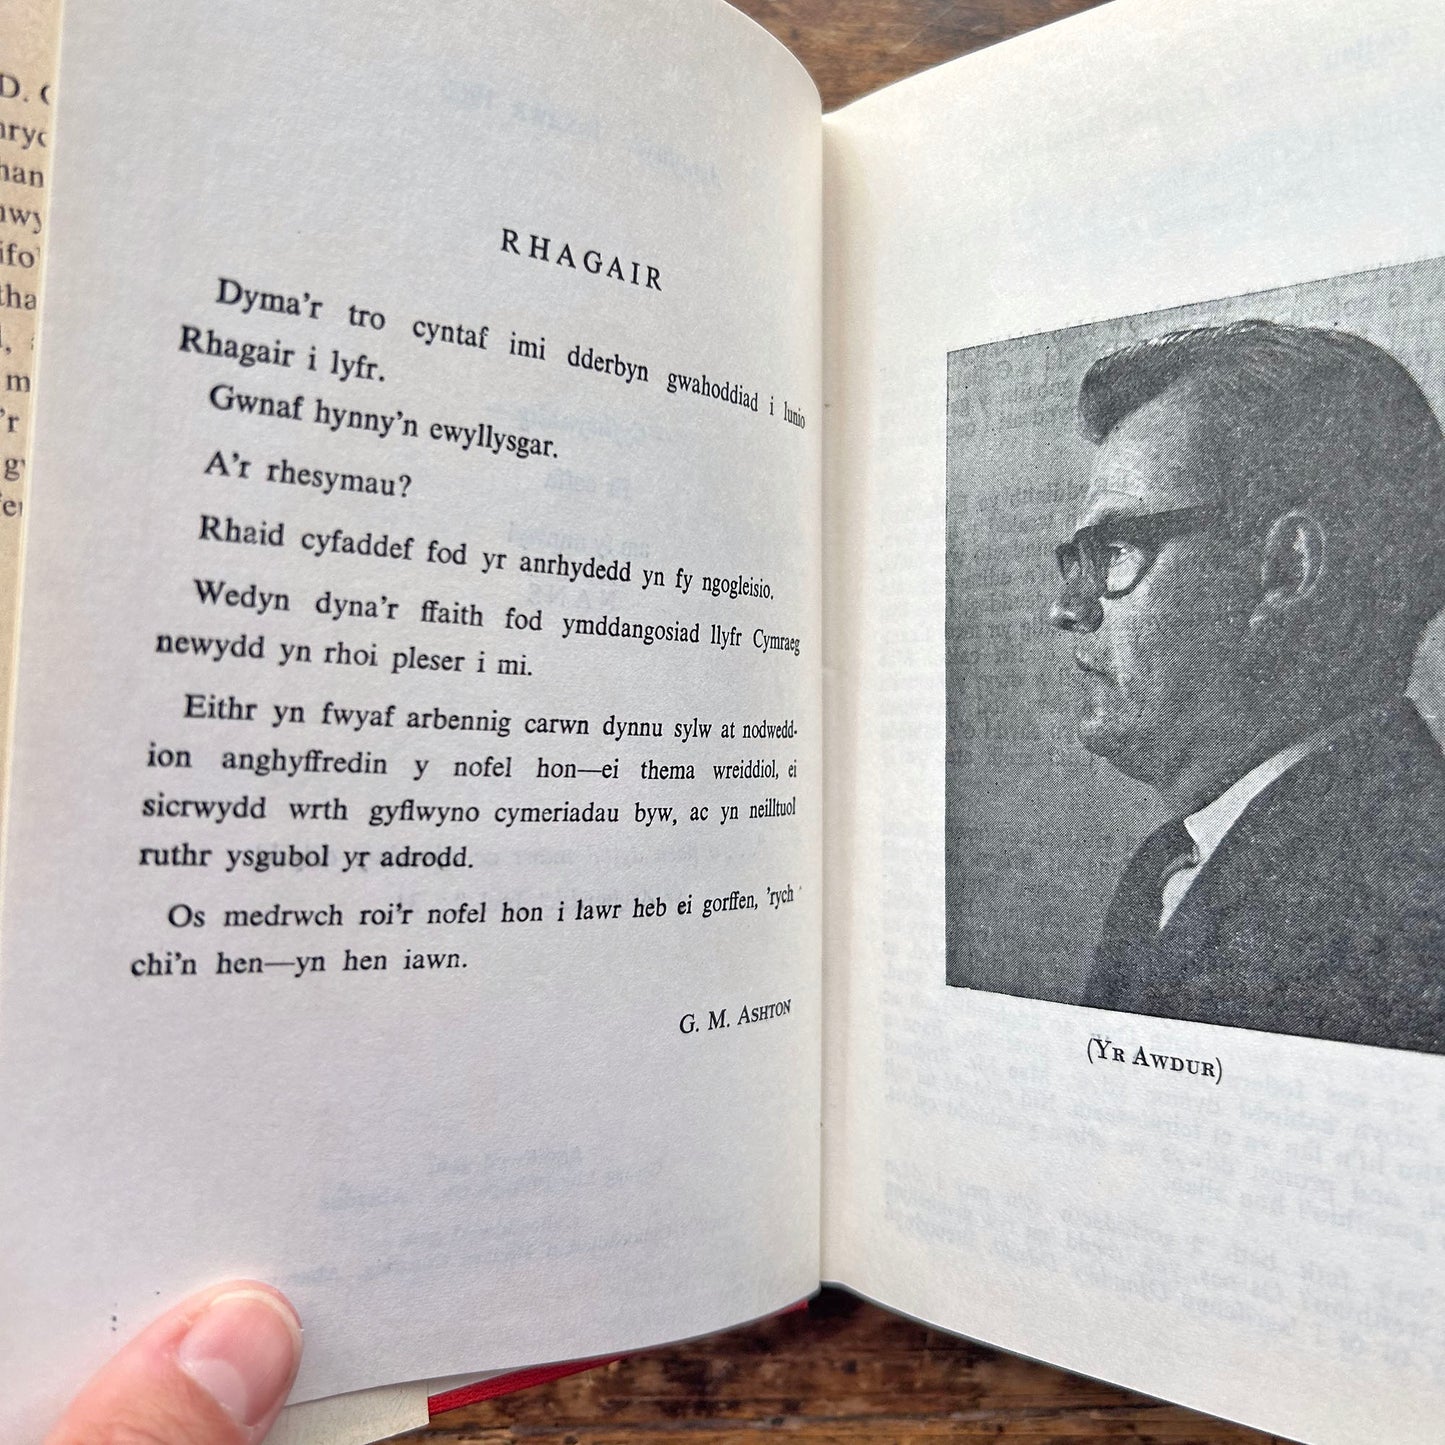 RHAGAIR
Dyma'r tro cyntaf imi dderbyn gwahoddiad i lunio
Rhagair i lyfr.
Gwnaf hynny'n ewyllysgar.
A'r rhesymau?
Rhaid cyfaddef fod yr anrhydedd yn fy ngogleisio.
Wedyn dyna'r ffaith fod ymddangosiad llyfr Cymraeg
newydd yn rhoi pleser i mi.
Eithr yn fwyaf arbennig carwn dynnu sylw at nodwedd-
ion anghyffredin y nofel hon—ei thema wreiddiol, ei
sicrwydd wrth gyflwyno cymeriadau byw, ac yn neilltuol
ruthr ysgubol yr adrodd.
Os medrwch roi'r nofel hon i lawr heb ei gorffen, 'rych
chi'n hen—yn hen iawn.
G. M. ASHTON
(YR AWDUR)